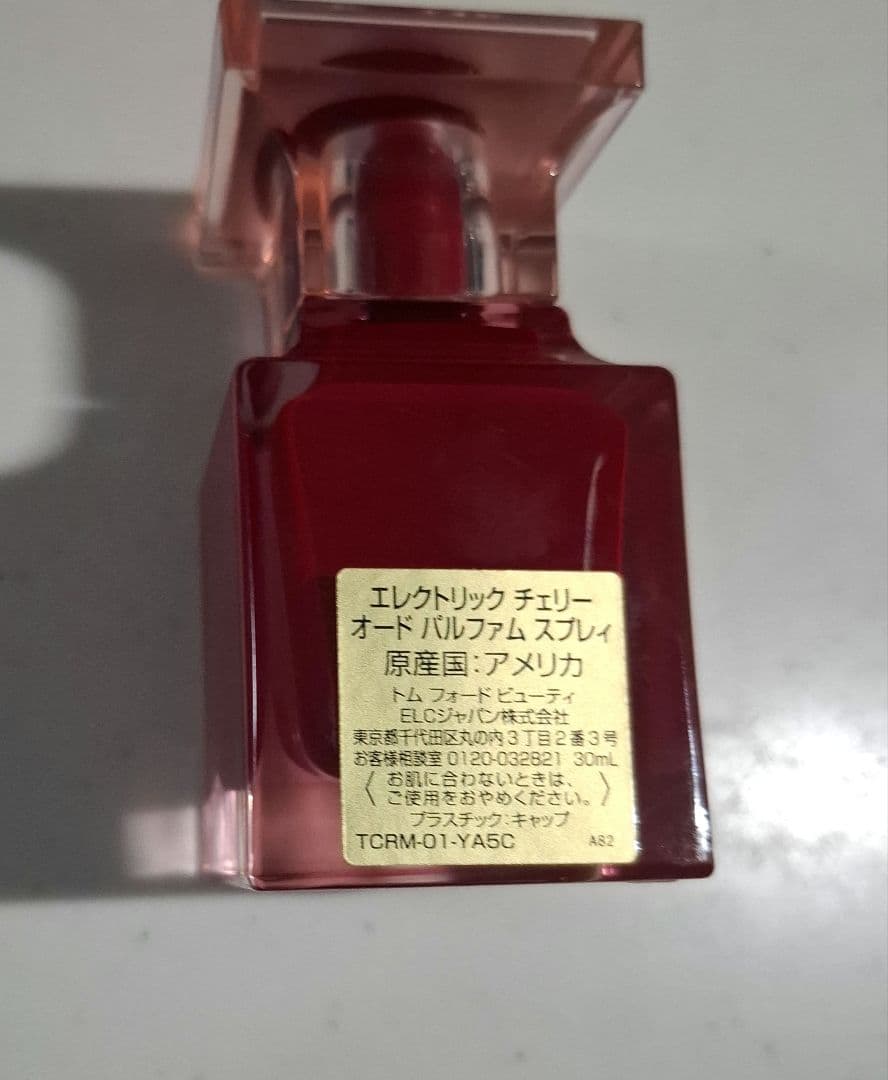 エレクトリック チェリー
オード パルファム スプレィ
原産国:アメリカ
トム フォード ビューティ
ELCジャパン株式会社
東京都千代田区丸の内3丁目2番3号
お客様相談室 0120-032821 30mL
〈お肌に合わないときは、
ご使用をおやめください。〉
プラスチック:キャップ
TCRM-01-YA5C A82